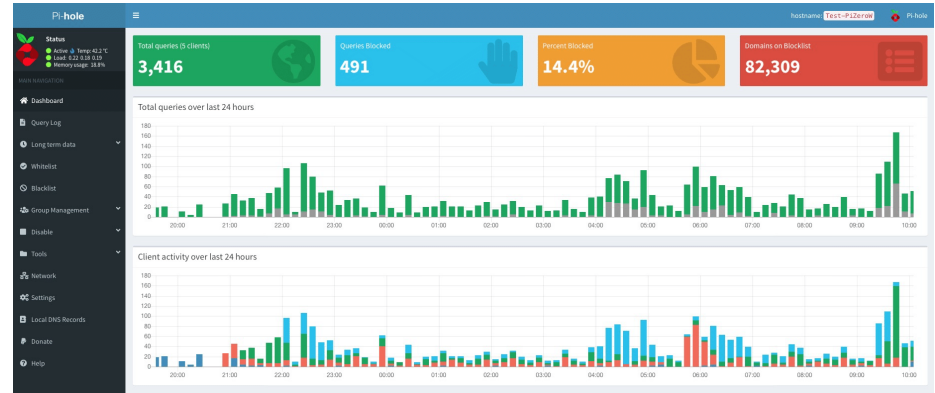 Pi-hole
hostname: Test-PiZeroW
Pi-hole
Status
Active Temp: 42.2 °C
Load: 0.22 0.18 0.19
Memory usage: 18.8%
MAIN NAVIGATION
Dashboard
Query Log
Long term data
Whitelist
Blacklist
Group Management
Disable
Tools
Network
Settings
Local DNS Records
Donate
Help
Total queries (5 clients)
3,416
Queries Blocked
491
Percent Blocked
14.4%
Domains on Blocklist
82,309
Total queries over last 24 hours
180
160
140
120
100
80
60
40
20
0
20:00 21:00 22:00 23:00 00:00 01:00 02:00 03:00 04:00 05:00 06:00 07:00 08:00 09:00 10:00
Client activity over last 24 hours
180
160
140
120
100
80
60
40
20
0
20:00 21:00 22:00 23:00 00:00 01:00 02:00 03:00 04:00 05:00 06:00 07:00 08:00 09:00 10:00